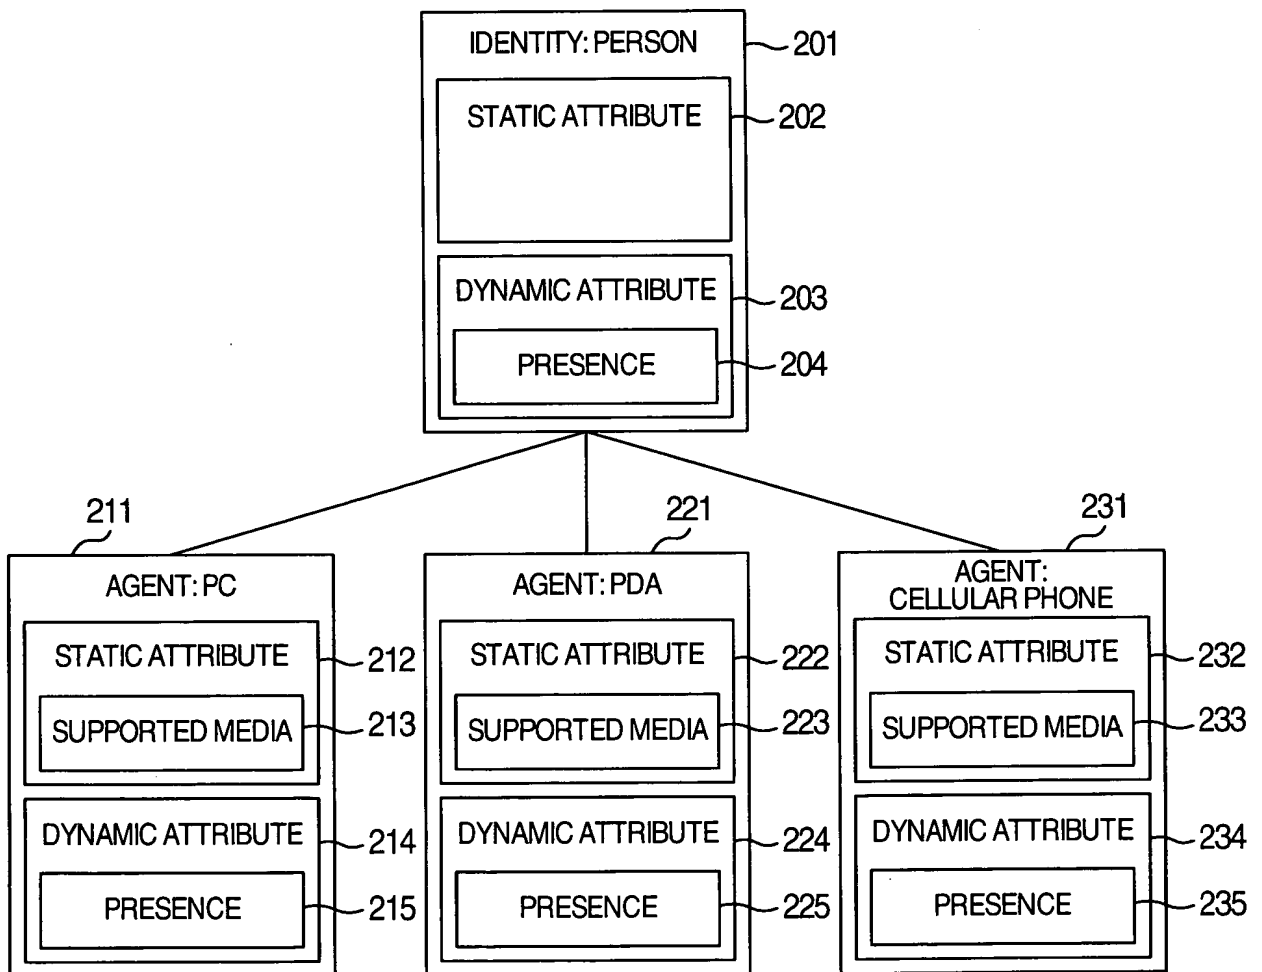 IDENTITY: PERSON
201
STATIC ATTRIBUTE
202
DYNAMIC ATTRIBUTE
203
PRESENCE
204
211
AGENT: PC
STATIC ATTRIBUTE
212
SUPPORTED MEDIA
213
DYNAMIC ATTRIBUTE
214
PRESENCE
215
221
AGENT: PDA
STATIC ATTRIBUTE
222
SUPPORTED MEDIA
223
DYNAMIC ATTRIBUTE
224
PRESENCE
225
231
AGENT:
CELLULAR PHONE
STATIC ATTRIBUTE
232
SUPPORTED MEDIA
233
DYNAMIC ATTRIBUTE
234
PRESENCE
235